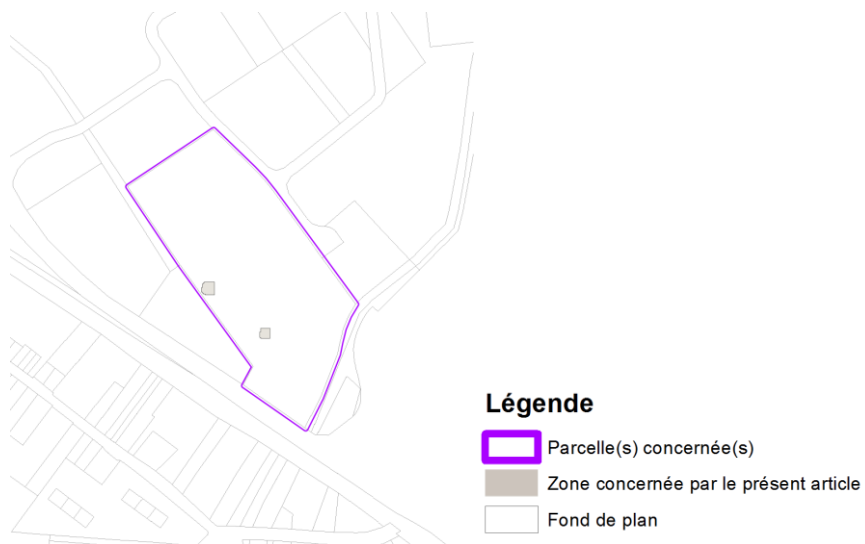 Légende
Parcelle(s) concernée(s)
Zone concernée par le présent article
Fond de plan